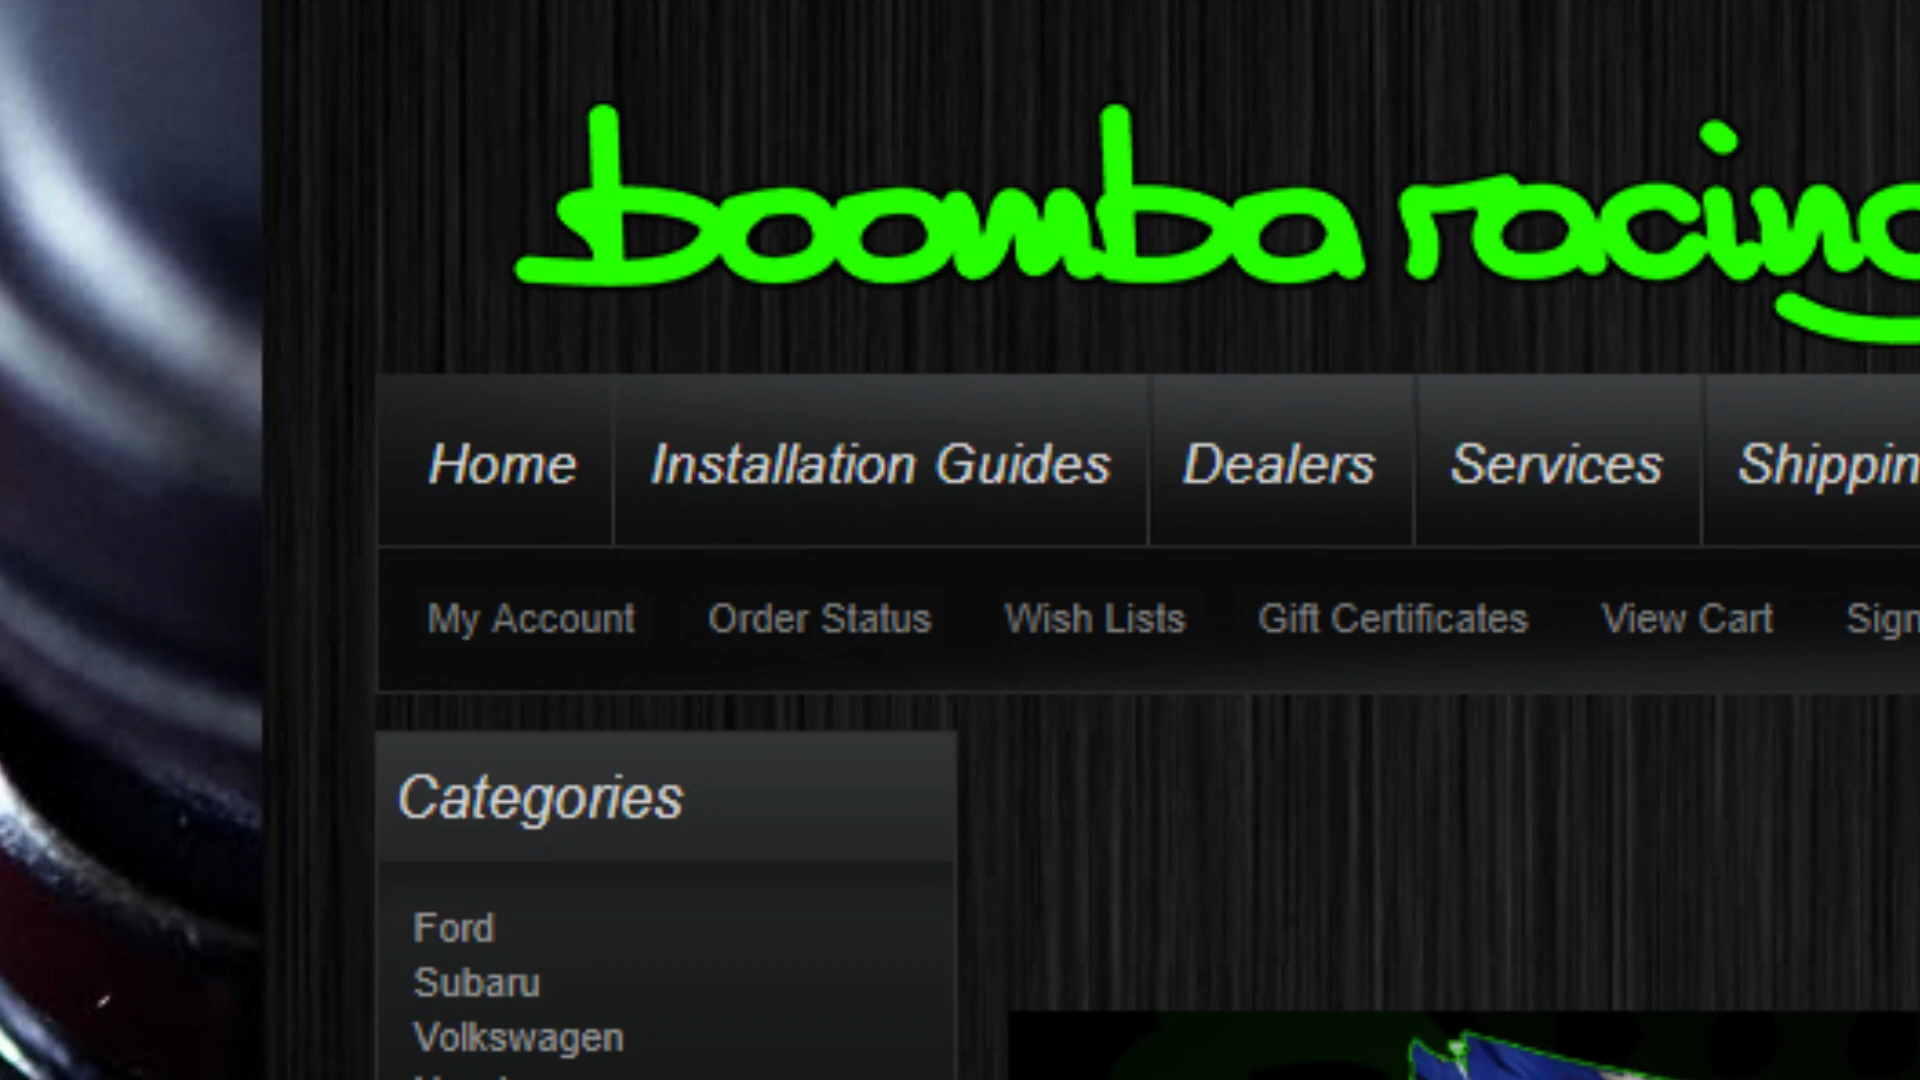 boomba racing
Home Installation Guides Dealers Services
My Account Order Status Wish Lists Gift Certificates View Cart Sign
Categories
Ford
Subaru
Volkswagen